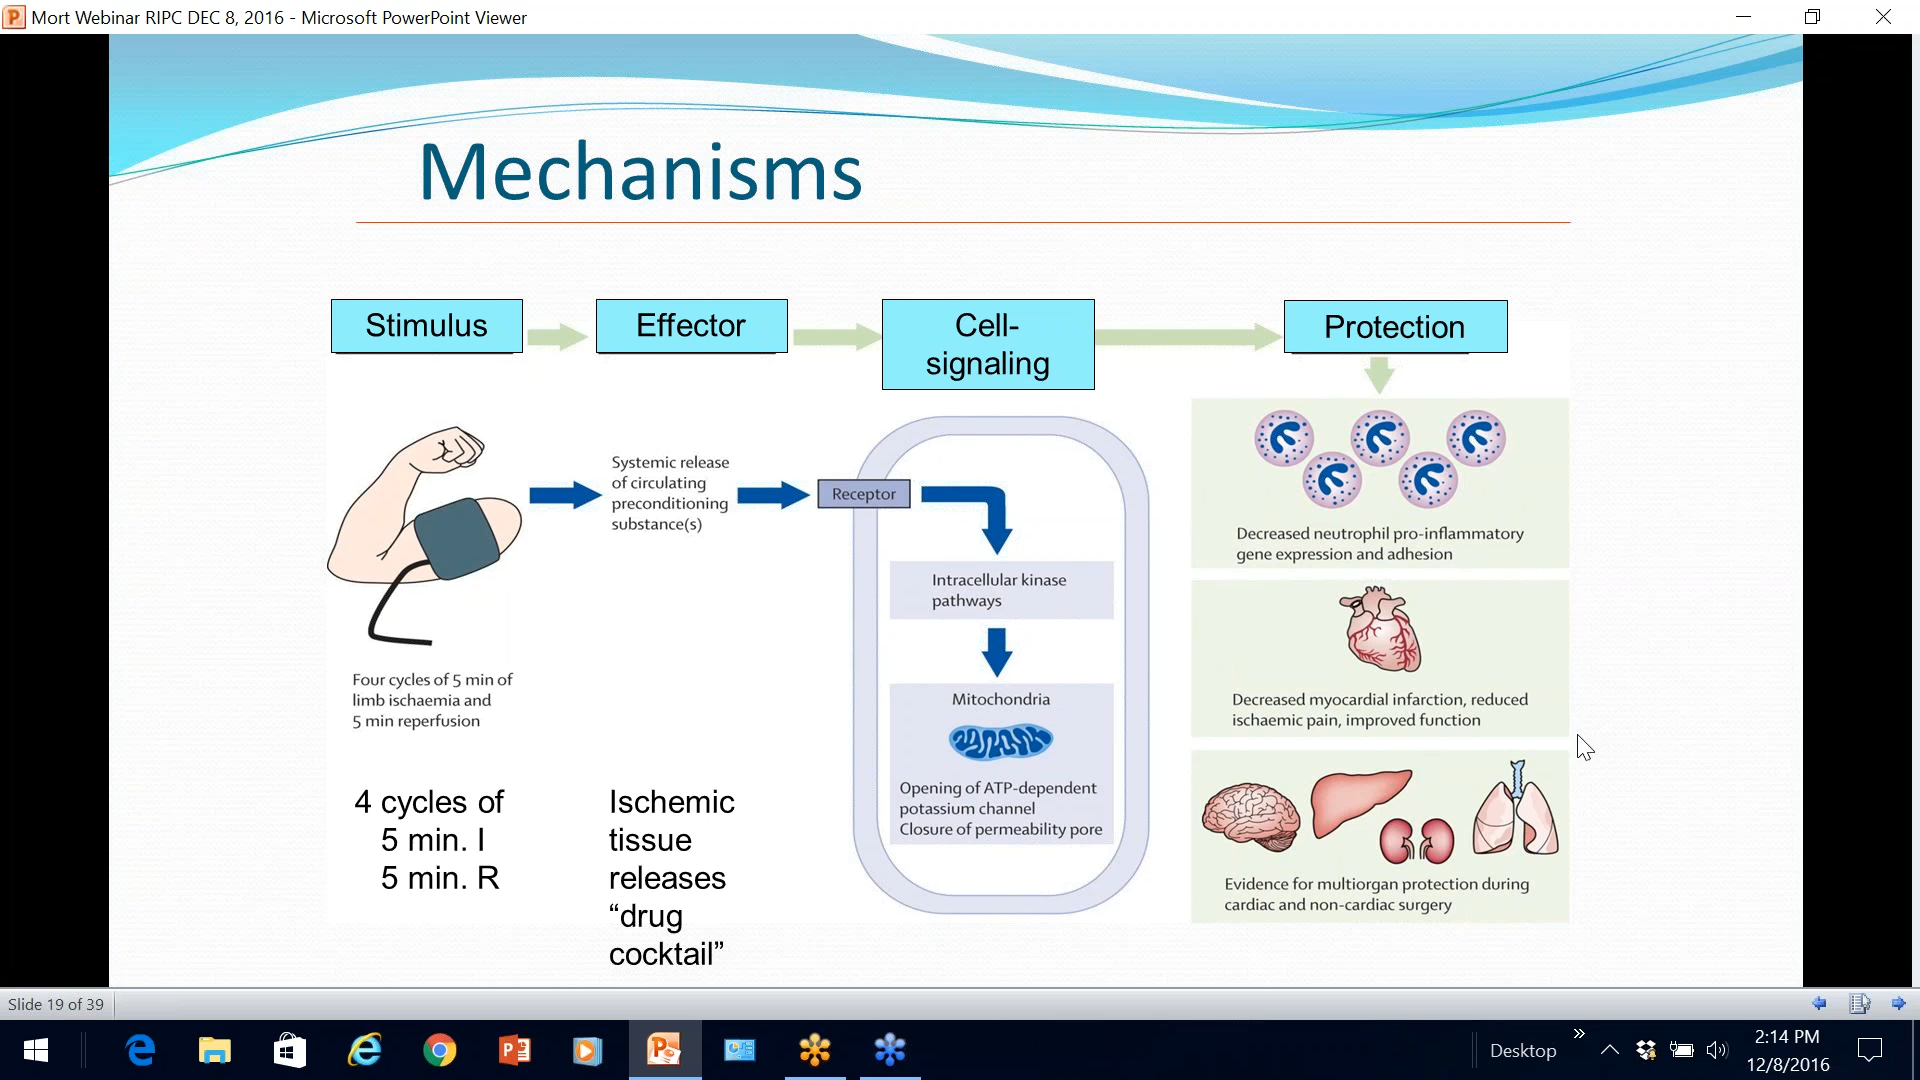 Mort Webinar RIPC DEC 8, 2016 - Microsoft PowerPoint Viewer
Mechanisms
Stimulus
Effector
Cell-
signaling
Protection
Four cycles of 5 min of
limb ischaemia and
5 min reperfusion
4 cycles of
5 min. I
5 min. R
Systemic release
of circulating
preconditioning
substance(s)
Ischemic
tissue
releases
“drug
cocktail”
Receptor
Intracellular kinase
pathways
Mitochondria
Opening of ATP-dependent
potassium channel
Closure of permeability pore
Decreased neutrophil pro-inflammatory
gene expression and adhesion
Decreased myocardial infarction, reduced
ischaemic pain, improved function
Evidence for multiorgan protection during
cardiac and non-cardiac surgery
Slide 19 of 39
Desktop
2:14 PM
12/8/2016